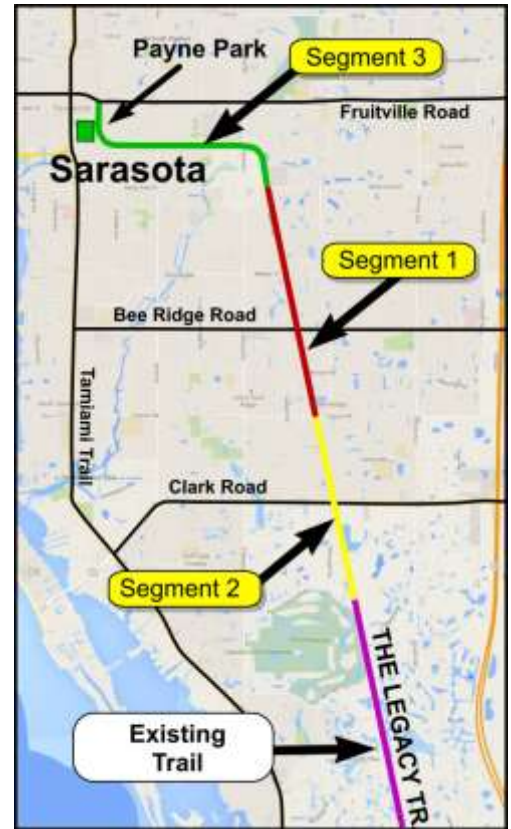 Payne Park
Segment 3
Fruitville Road
Sarasota
Segment 1
Bee Ridge Road
Tamiami Trail
Clark Road
Segment 2
THE LEGACY TR
Existing
Trail